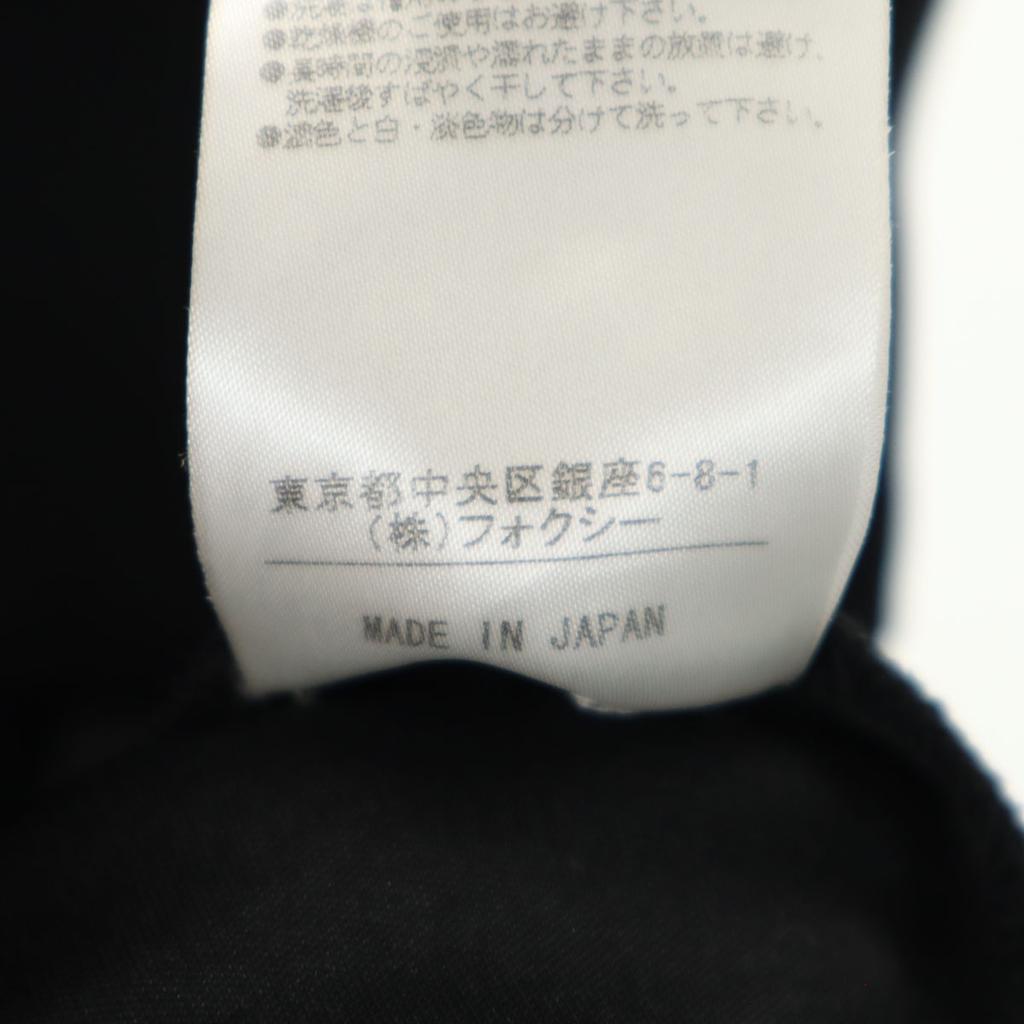 ●乾燥機のご使用はお避け下さい。
●長時間の浸漬や濡れたままの放置は避け、
洗濯後すばやく干して下さい。
●濃色と白・淡色物は分けて洗って下さい。
東京都中央区銀座6-8-1
(株)フォクシー
MADE IN JAPAN